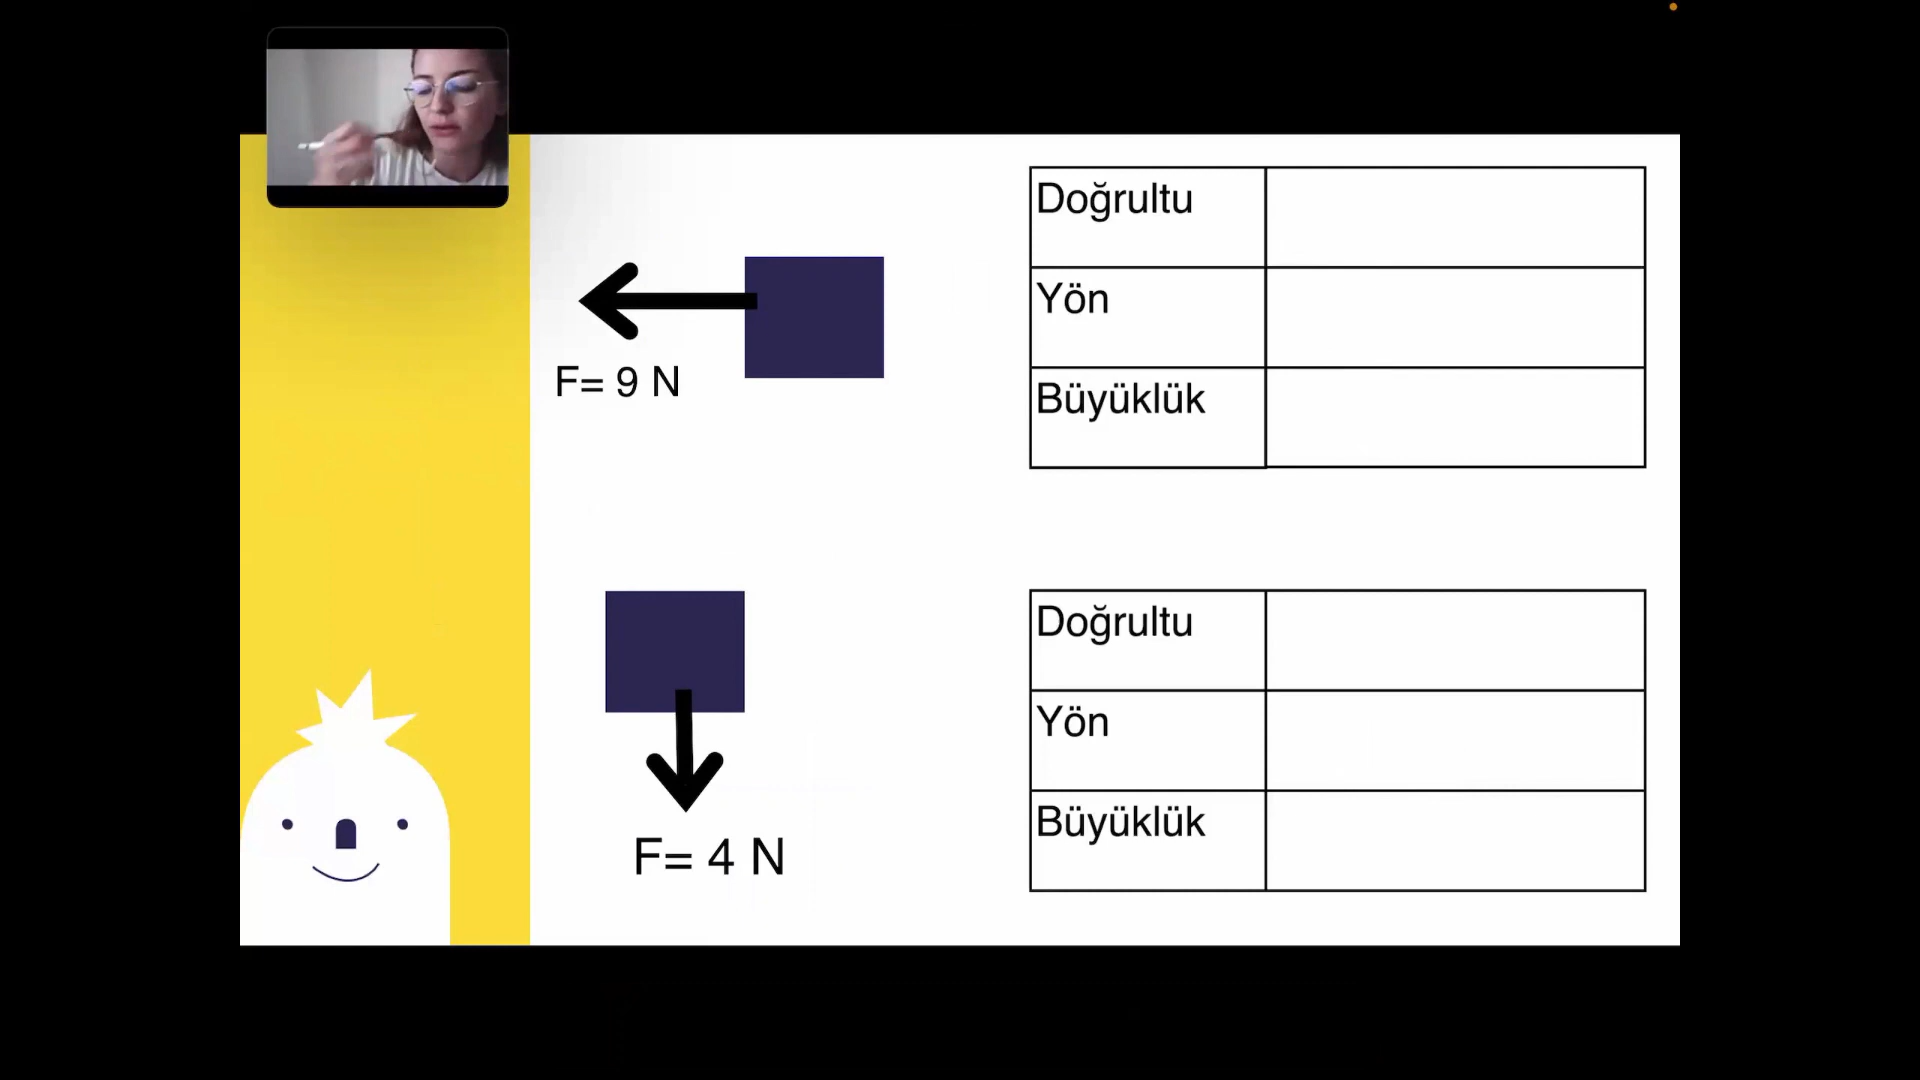 F= 9 N
Doğrultu
Yön
Büyüklük
F= 4 N
Doğrultu
Yön
Büyüklük